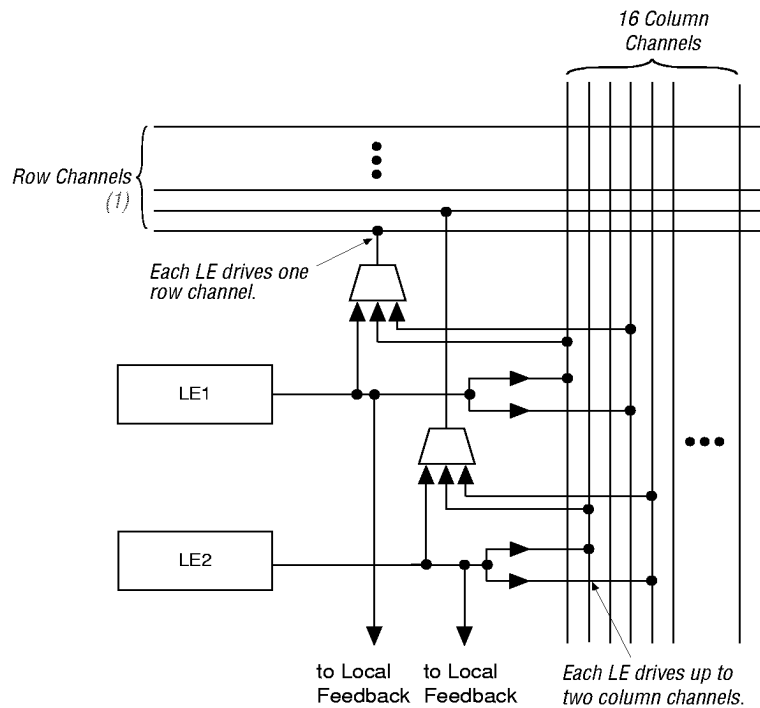 16 Column
Channels
Row Channels
(1)
Each LE drives one
row channel.
LE1
LE2
to Local
Feedback
to Local
Feedback
Each LE drives up to
two column channels.